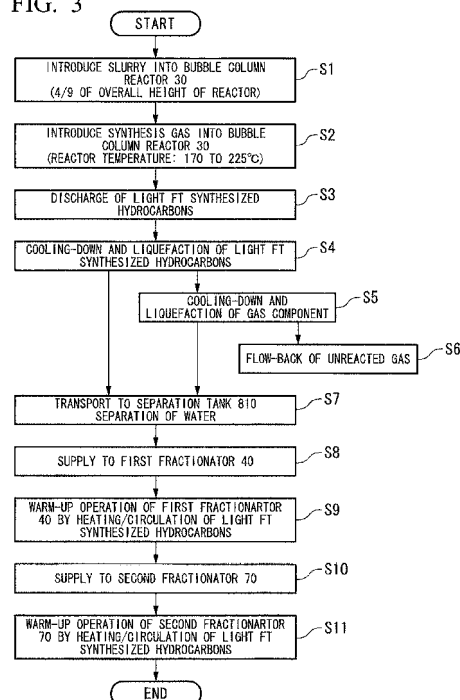 FIG. 3
START
INTRODUCE SLURRY INTO BUBBLE COLUMN
REACTOR 30
(4/9 OF OVERALL HEIGHT OF REACTOR)
S1
INTRODUCE SYNTHESIS GAS INTO BUBBLE
COLUMN REACTOR 30
(REACTOR TEMPERATURE: 170 TO 225℃)
S2
DISCHARGE OF LIGHT FT SYNTHESIZED
HYDROCARBONS
S3
COOLING-DOWN AND LIQUEFACTION OF LIGHT FT
SYNTHESIZED HYDROCARBONS
S4
COOLING-DOWN AND
LIQUEFACTION OF GAS COMPONENT
S5
FLOW-BACK OF UNREACTED GAS
S6
TRANSPORT TO SEPARATION TANK 810
SEPARATION OF WATER
S7
SUPPLY TO FIRST FRACTIONATOR 40
S8
WARM-UP OPERATION OF FIRST FRACTIONARTOR
40 BY HEATING/CIRCULATION OF LIGHT FT
SYNTHESIZED HYDROCARBONS
S9
SUPPLY TO SECOND FRACTIONATOR 70
S10
WARM-UP OPERATION OF SECOND FRACTIONARTOR
70 BY HEATING/CIRCULATION OF LIGHT FT
SYNTHESIZED HYDROCARBONS
S11
END